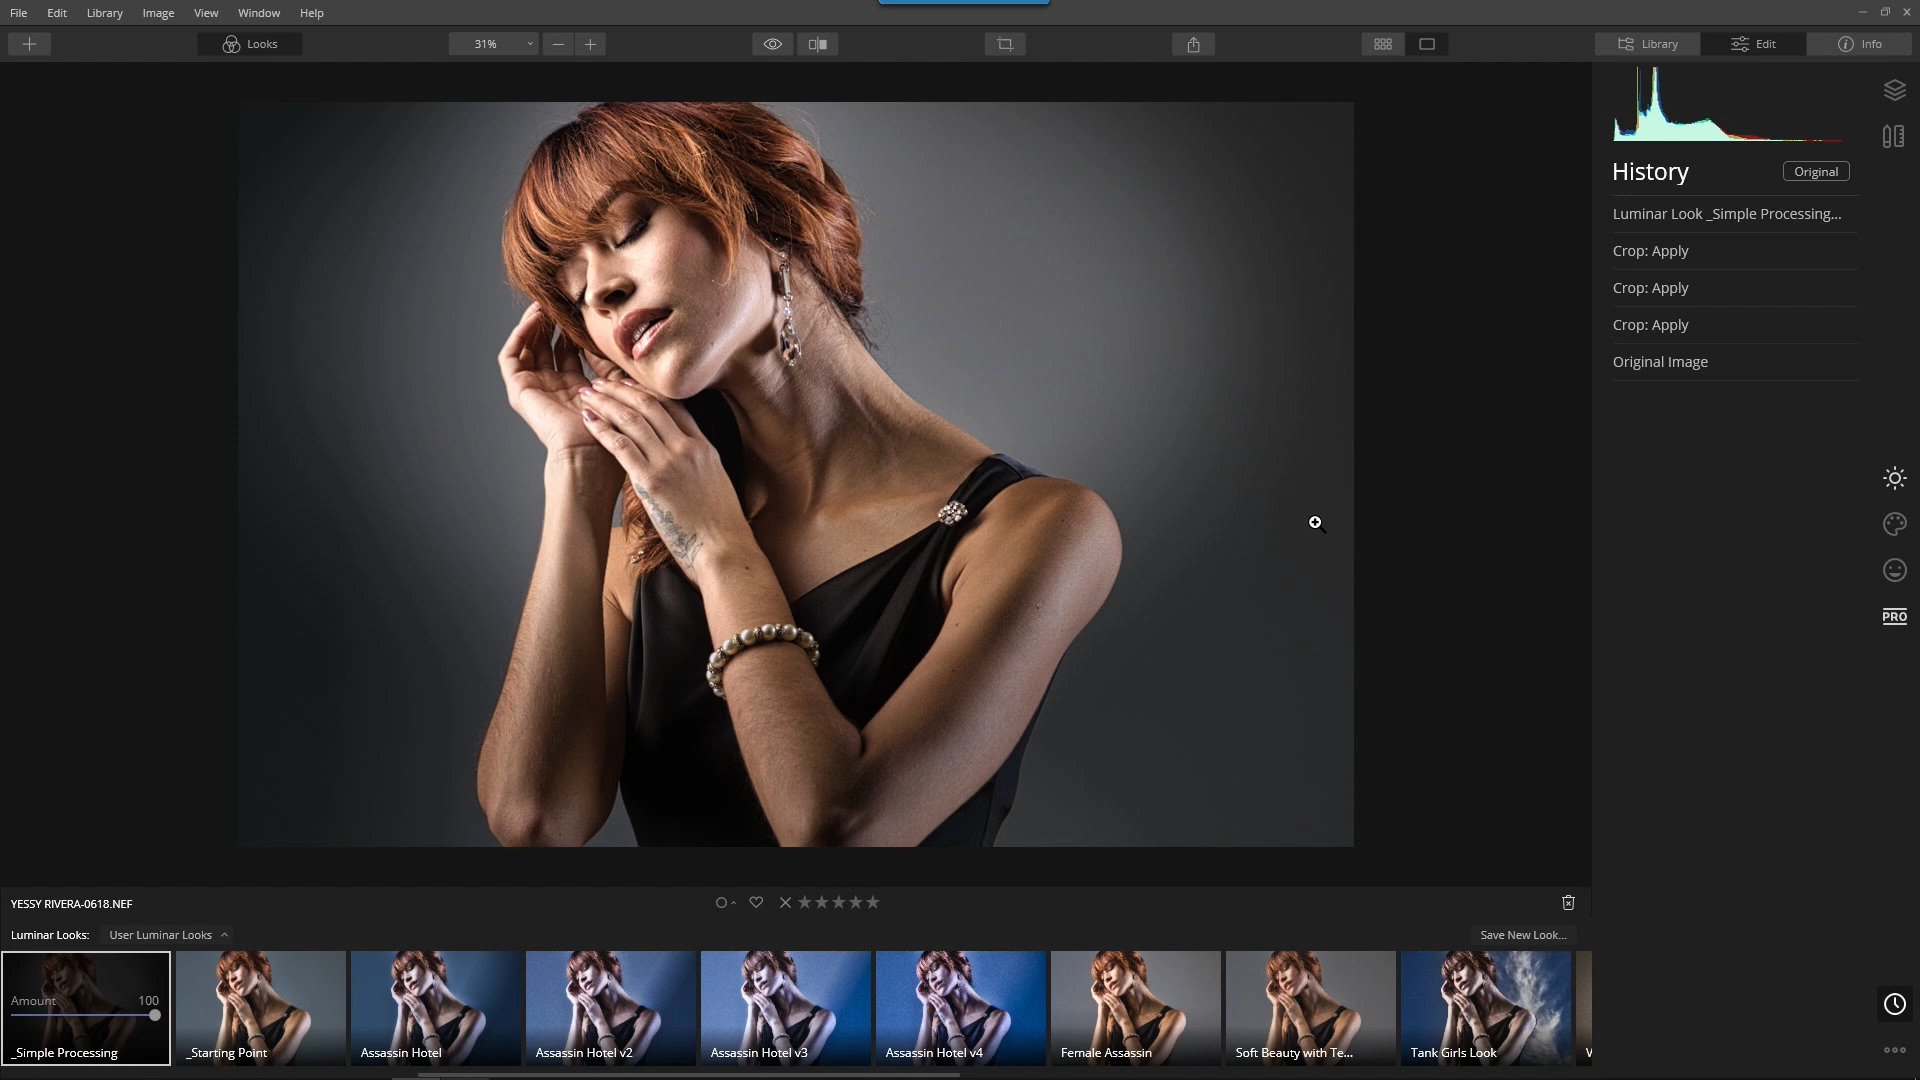 File Edit Library Image View Window Help
Looks 31% Library Edit Info
History Original
Luminar Look _Simple Processing...
Crop: Apply
Crop: Apply
Crop: Apply
Original Image
PRO
YESSY RIVERA-0618.NEF
Luminar Looks: User Luminar Looks Save New Look...
Amount 100
_Simple Processing _Starting Point Assassin Hotel Assassin Hotel v2 Assassin Hotel v3 Assassin Hotel v4 Female Assassin Soft Beauty with Te... Tank Girls Look V